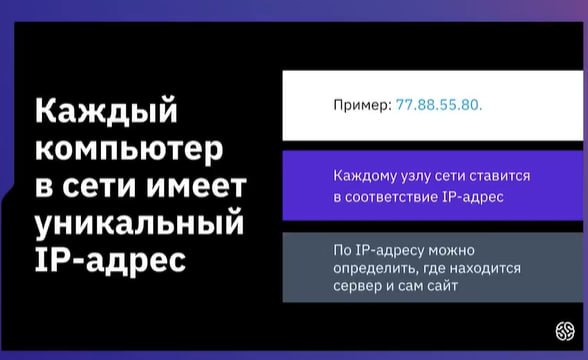 Каждый
компьютер
в сети имеет
уникальный
IP-адрес
Пример: 77.88.55.80.
Каждому узлу сети ставится
в соответствие IP-адрес
По IP-адресу можно
определить, где находится
сервер и сам сайт